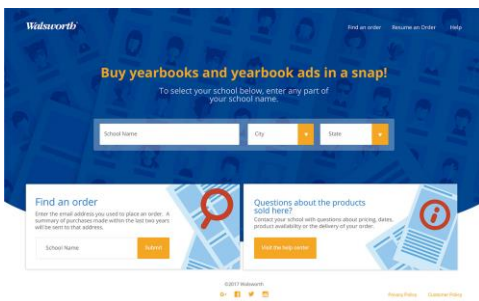 Walsworth
Find an order Resume an Order Help
Buy yearbooks and yearbook ads in a snap!
To select your school below, enter any part of
your school name.
School Name City State
Find an order
Enter the email address you used to place an order. A
summary of purchases made within the last two years
will be sent to that address.
School Name Submit
Questions about the products
sold here?
Contact your school with questions about pricing, dates,
product availability or the delivery of your order.
Visit the help center
©2017 Walsworth
Privacy Policy Customer Policy